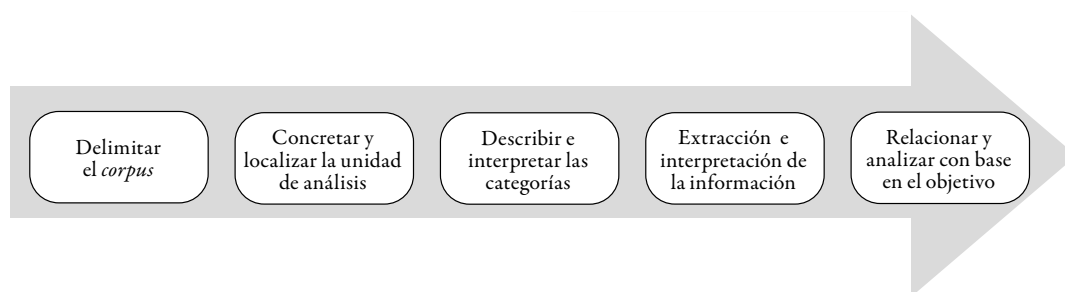 Delimitar
el corpus
Concretar y
localizar la unidad
de análisis
Describir e
interpretar las
categorías
Extracción e
interpretación de
la información
Relacionar y
analizar con base
en el objetivo